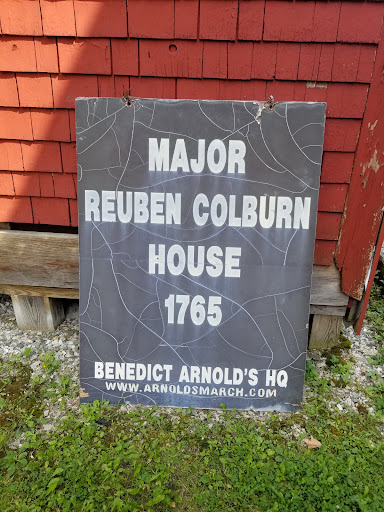 MAJOR
REUBEN COLBURN
HOUSE
1765
BENEDICT ARNOLD'S HQ
WWW.ARNOLDSMARCH.COM